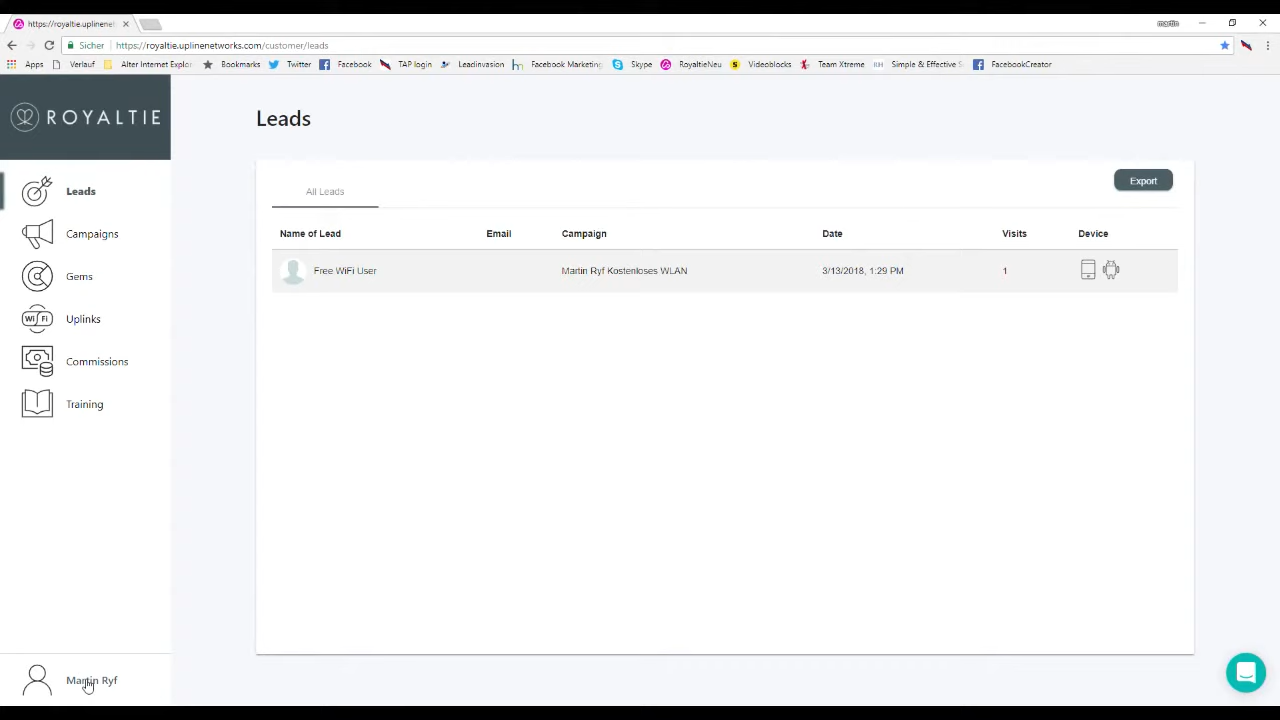 https://royaltie.uplinenet
martin
Sicher https://royaltie.uplinenetworks.com/customer/leads
Apps Verlauf Alter Internet Explor Bookmarks Twitter Facebook TAP login Leadinvasion Facebook Marketing Skype RoyaltieNeu Videoblocks Team Xtreme Simple & Effective S FacebookCreator
ROYALTIE
Leads
Leads
Campaigns
Gems
Wi Fi Uplinks
Commissions
Training
Martin Ryf
All Leads
Export
Name of Lead Email Campaign Date Visits Device
Free WiFi User Martin Ryf Kostenloses WLAN 3/13/2018, 1:29 PM 1